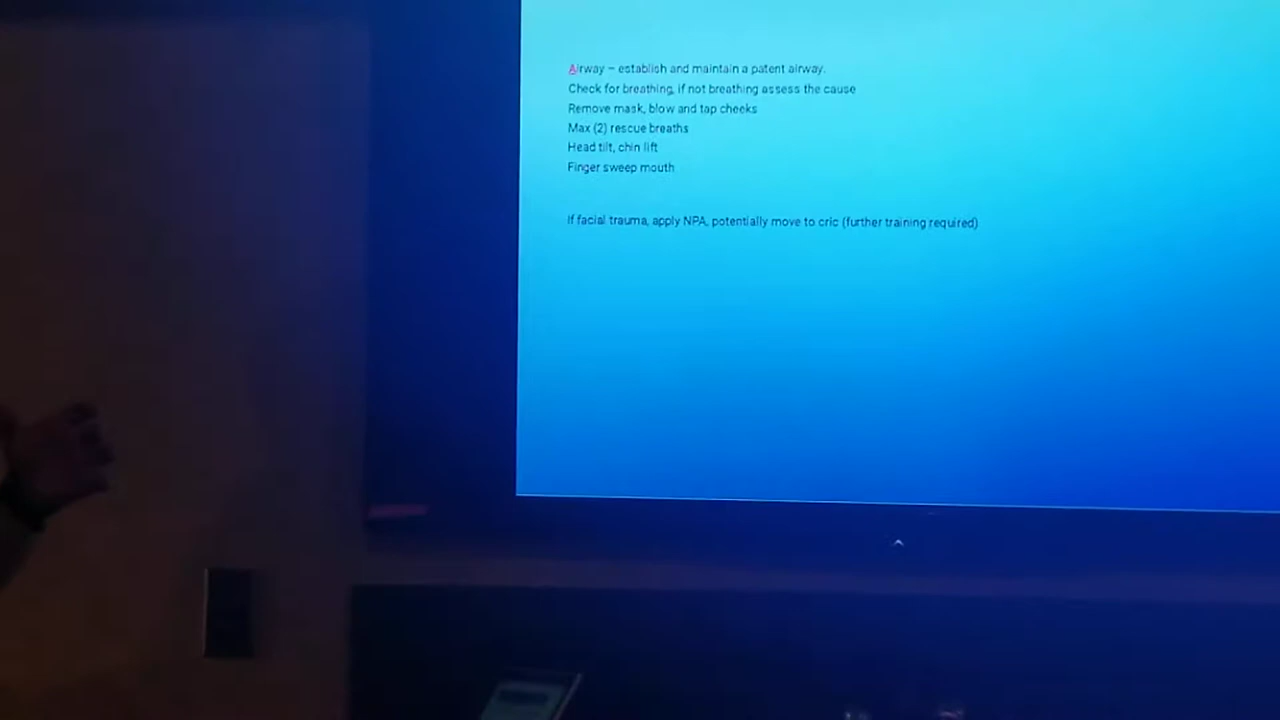 Airway – establish and maintain a patent airway.
Check for breathing, if not breathing assess the cause
Remove mask, blow and tap cheeks
Max (2) rescue breaths
Head tilt, chin lift
Finger sweep mouth
If facial trauma, apply NPA, potentially move to cric (further training required)